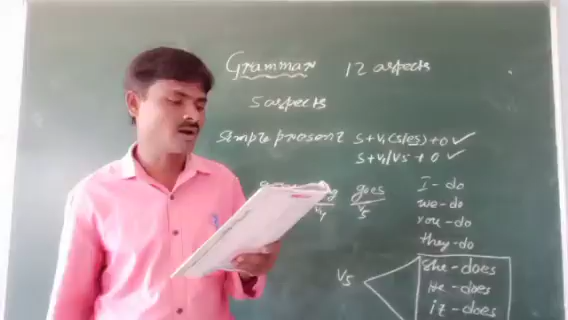 Grammar 12 aspects
5 aspects
Simple present S+V₁(s/es)+O ✓
S+V₁/V5+O ✓
goes
V5
I - do
we - do
you - do
they - do
V5
she - does
He - does
it - does